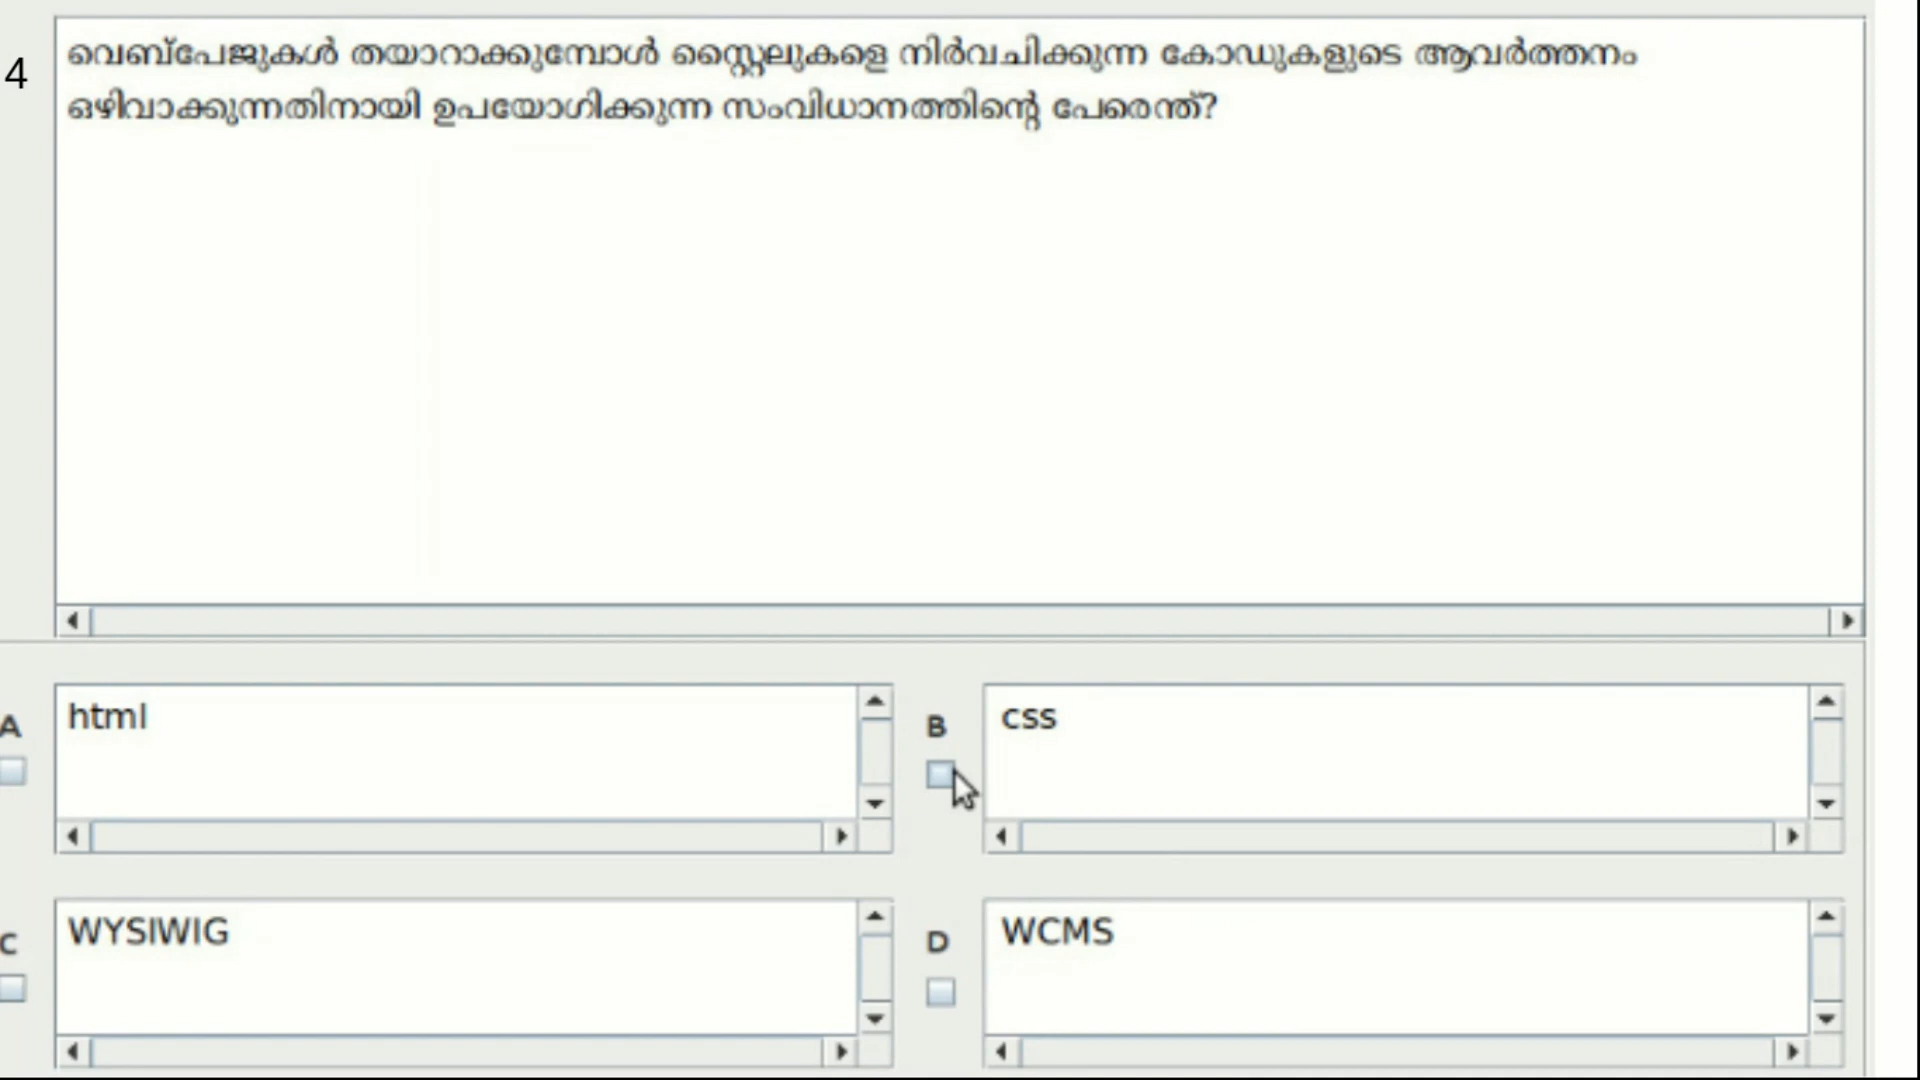 4
വെബ്പേജുകൾ തയാറാക്കുമ്പോൾ സ്റ്റൈലുകളെ നിർവചിക്കുന്ന കോഡുകളുടെ ആവർത്തനം
ഒഴിവാക്കുന്നതിനായി ഉപയോഗിക്കുന്ന സംവിധാനത്തിന്റെ പേരെന്ത്?
A
html
B
css
C
WYSIWIG
D
WCMS